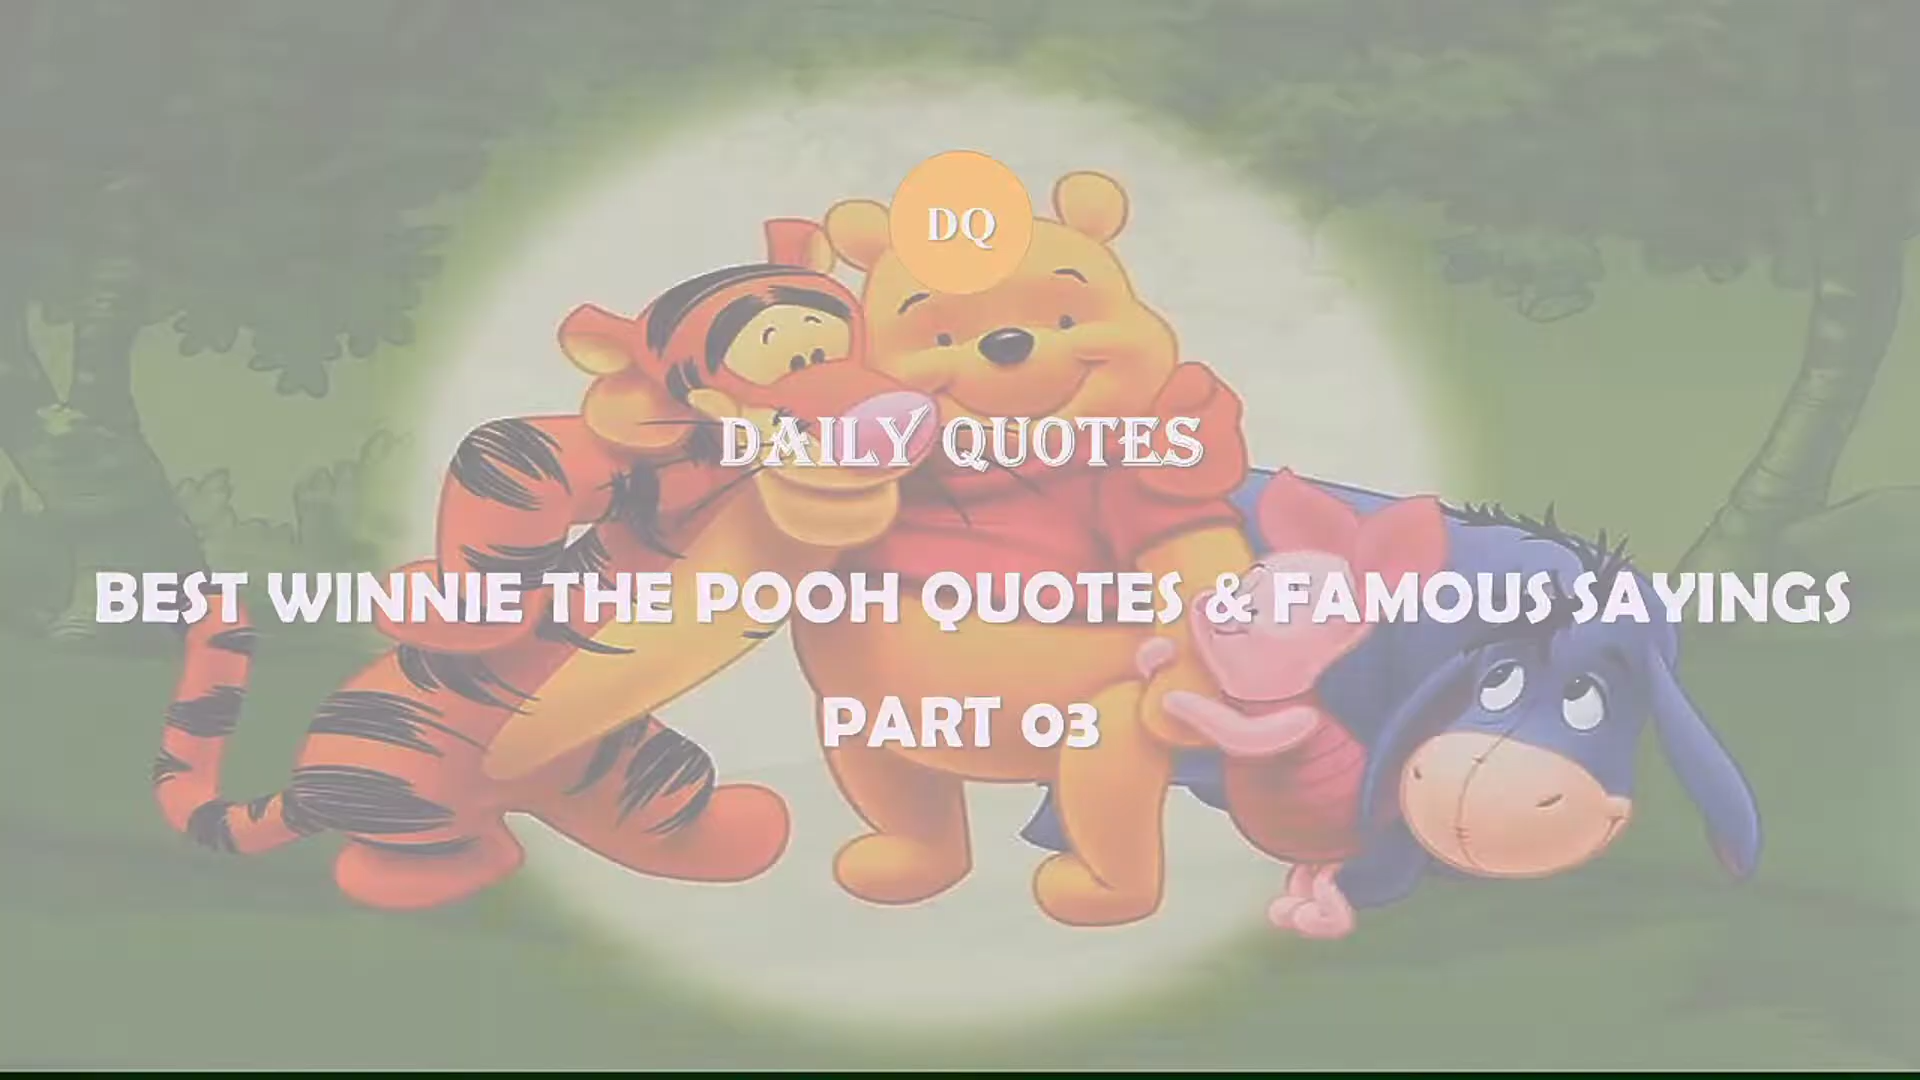 DQ
DAILY QUOTES
BEST WINNIE THE POOH QUOTES & FAMOUS SAYINGS
PART 03